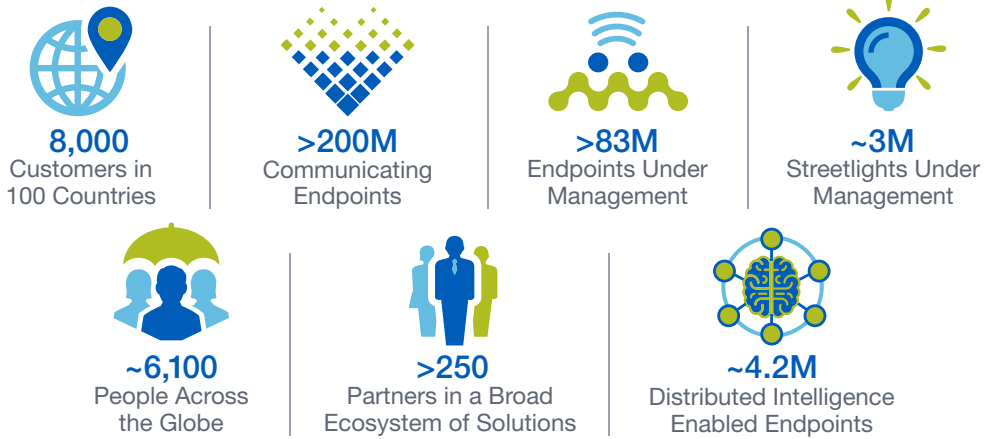 8,000
Customers in
100 Countries
>200M
Communicating
Endpoints
>83M
Endpoints Under
Management
~3M
Streetlights Under
Management
~6,100
People Across
the Globe
>250
Partners in a Broad
Ecosystem of Solutions
~4.2M
Distributed Intelligence
Enabled Endpoints